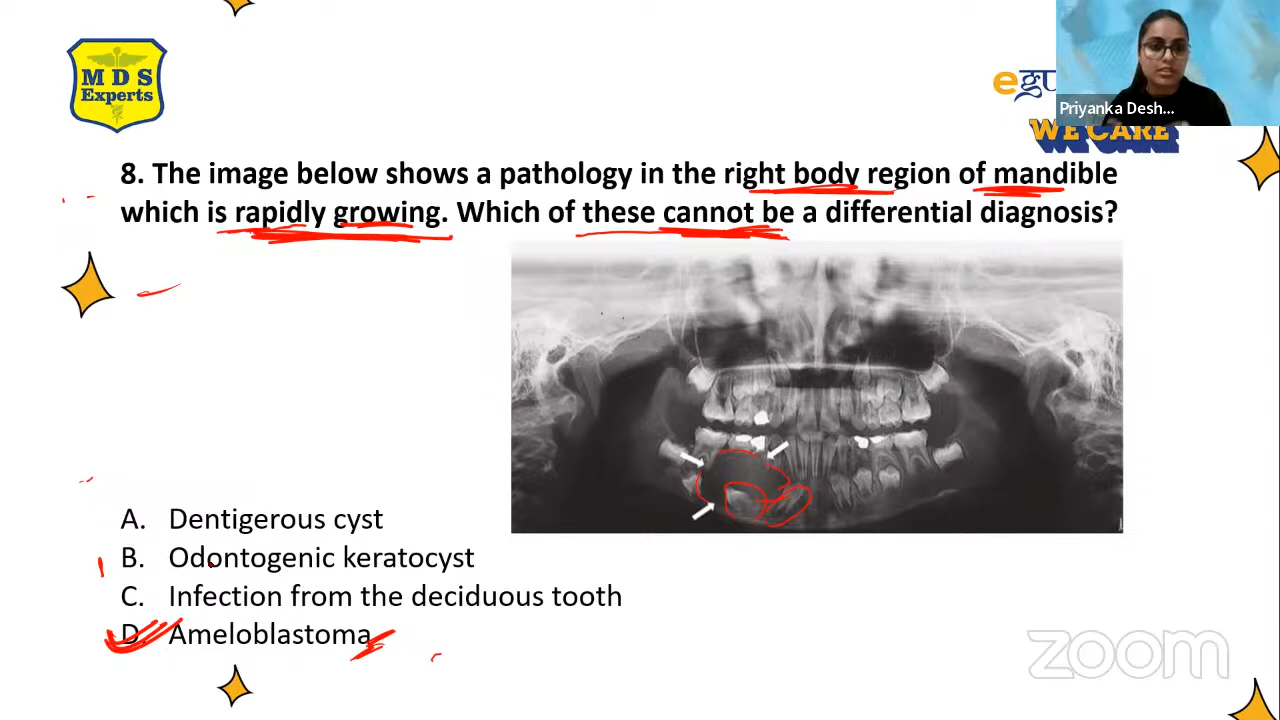 M D S
Experts
eगु
Priyanka Desh...
WE CARE
8. The image below shows a pathology in the right body region of mandible
which is rapidly growing. Which of these cannot be a differential diagnosis?
A. Dentigerous cyst
B. Odontogenic keratocyst
C. Infection from the deciduous tooth
D. Ameloblastoma
zoom